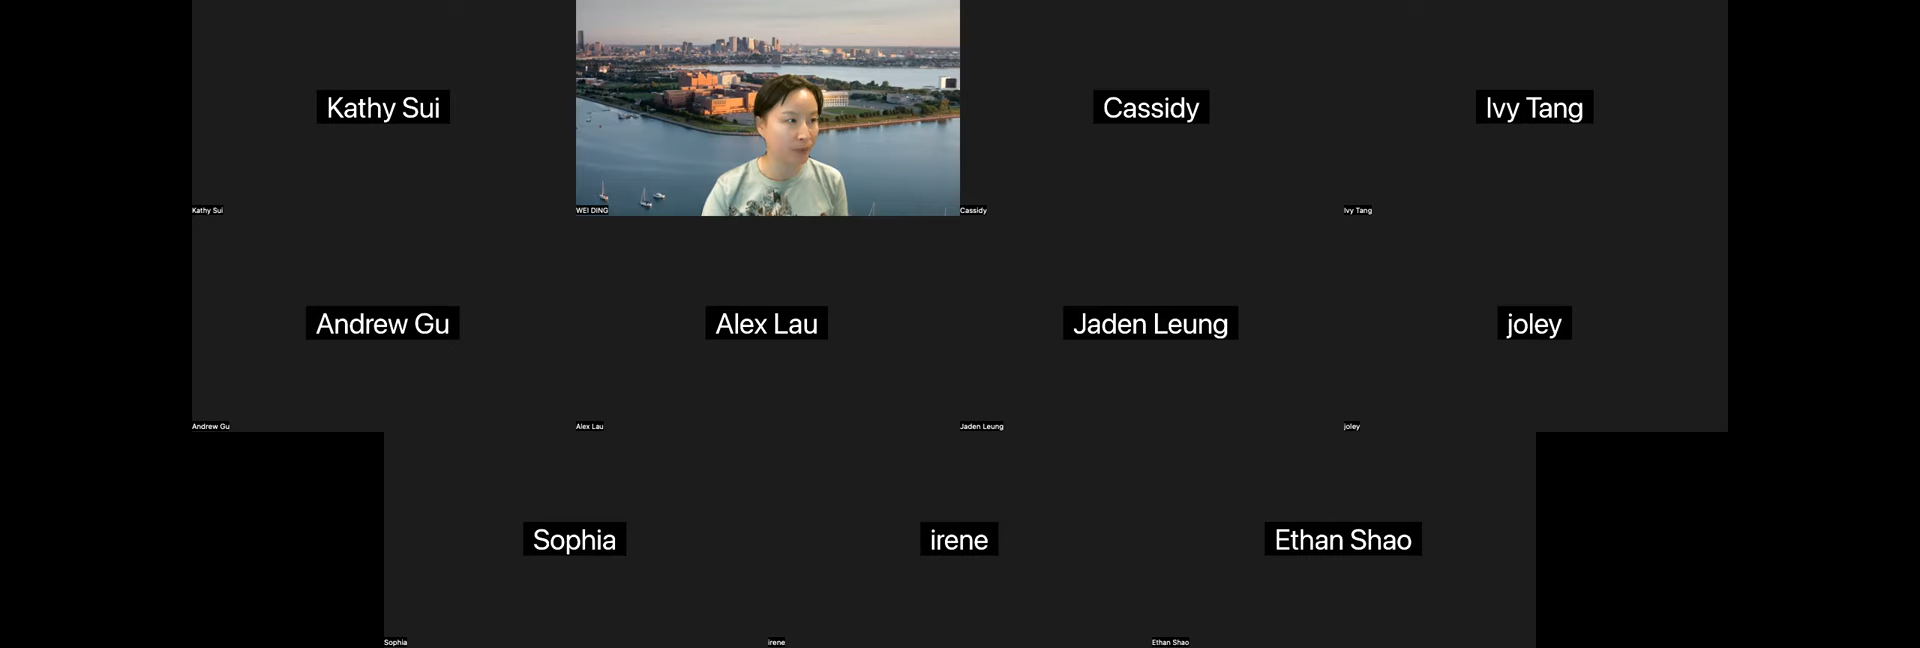 Kathy Sui
Cassidy
Ivy Tang
Kathy Sui
WEI DING
Cassidy
Ivy Tang
Andrew Gu
Alex Lau
Jaden Leung
joley
Andrew Gu
Alex Lau
Jaden Leung
joley
Sophia
irene
Ethan Shao
Sophia
irene
Ethan Shao